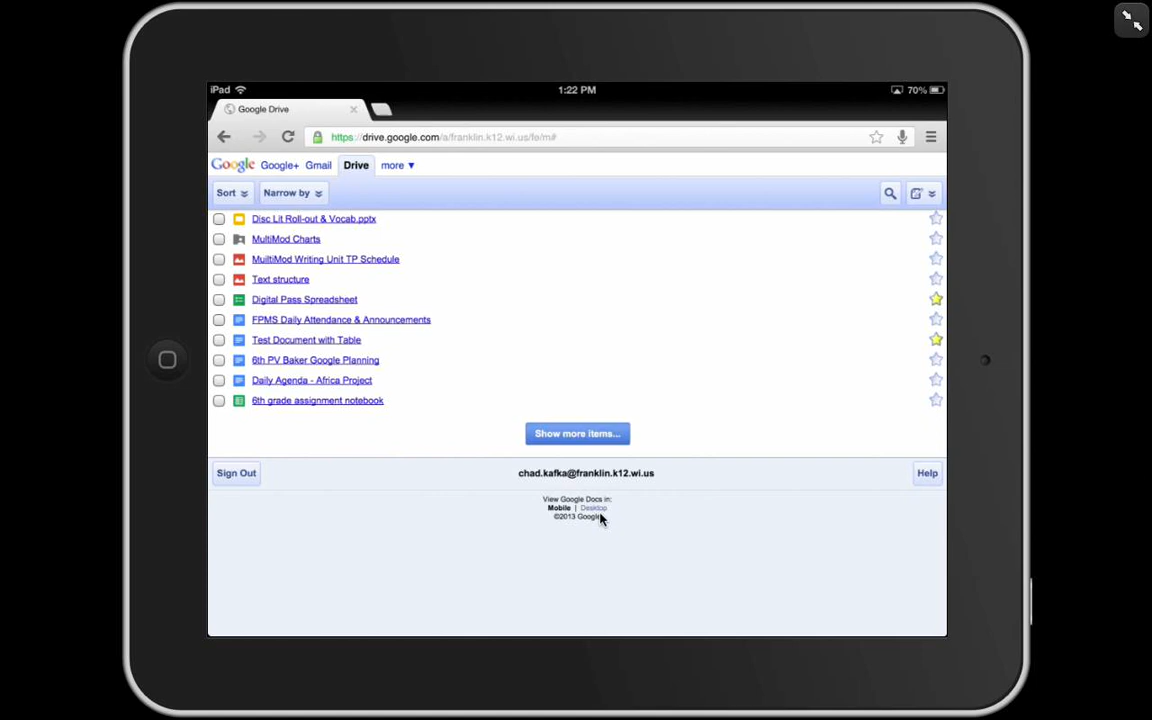 iPad 1:22 PM 70%
Google Drive
https://drive.google.com/a/franklin.k12.wi.us/fe/m#
Google Google+ Gmail Drive more ▼
Sort Narrow by
Disc Lit Roll-out & Vocab.pptx
MultiMod Charts
MuiltiMod Writing Unit TP Schedule
Text structure
Digital Pass Spreadsheet
FPMS Daily Attendance & Announcements
Test Document with Table
6th PV Baker Google Planning
Daily Agenda - Africa Project
6th grade assignment notebook
Show more items...
Sign Out chad.kafka@franklin.k12.wi.us Help
View Google Docs in:
Mobile | Desktop
©2013 Google